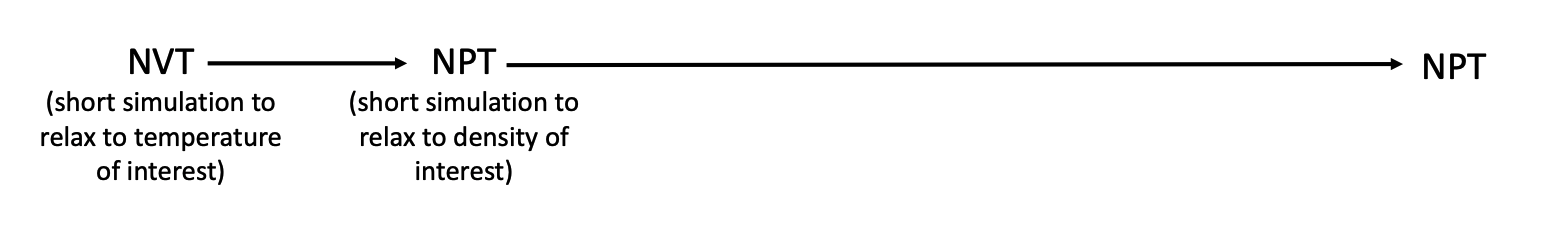 NVT
(short simulation to
relax to temperature
of interest)
NPT
(short simulation to
relax to density of
interest)
NPT